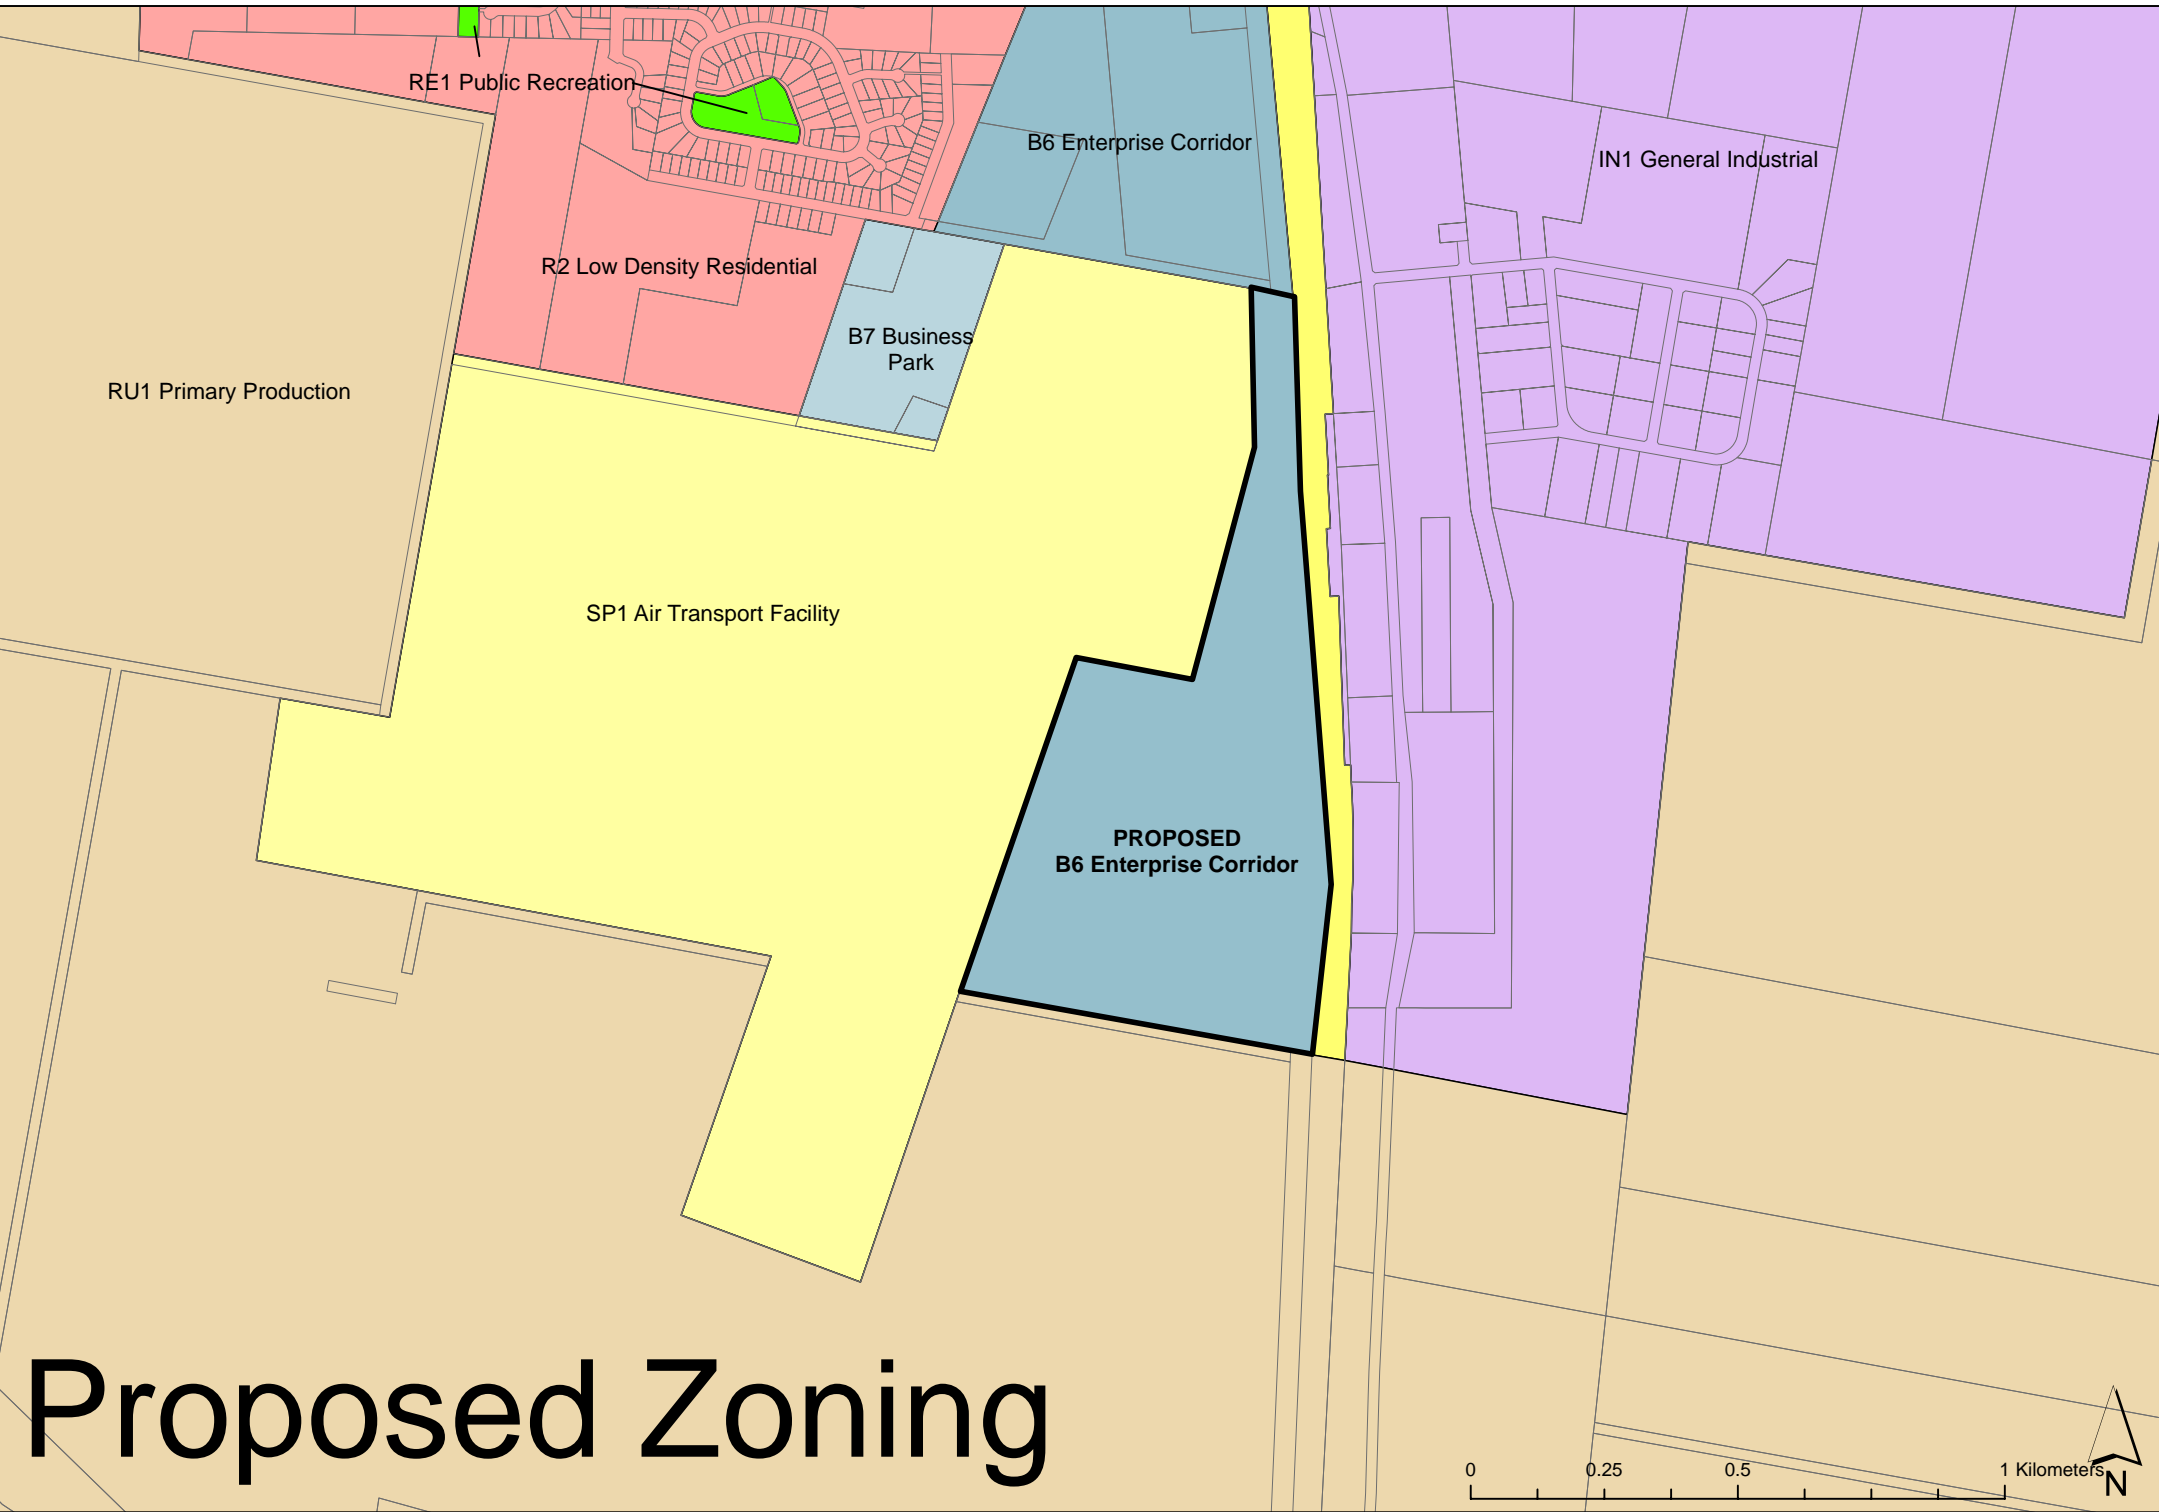 RE1 Public Recreation
B6 Enterprise Corridor
IN1 General Industrial
R2 Low Density Residential
B7 Business
Park
RU1 Primary Production
SP1 Air Transport Facility
PROPOSED
B6 Enterprise Corridor
Proposed Zoning
0 0.25 0.5 1 Kilometers
N